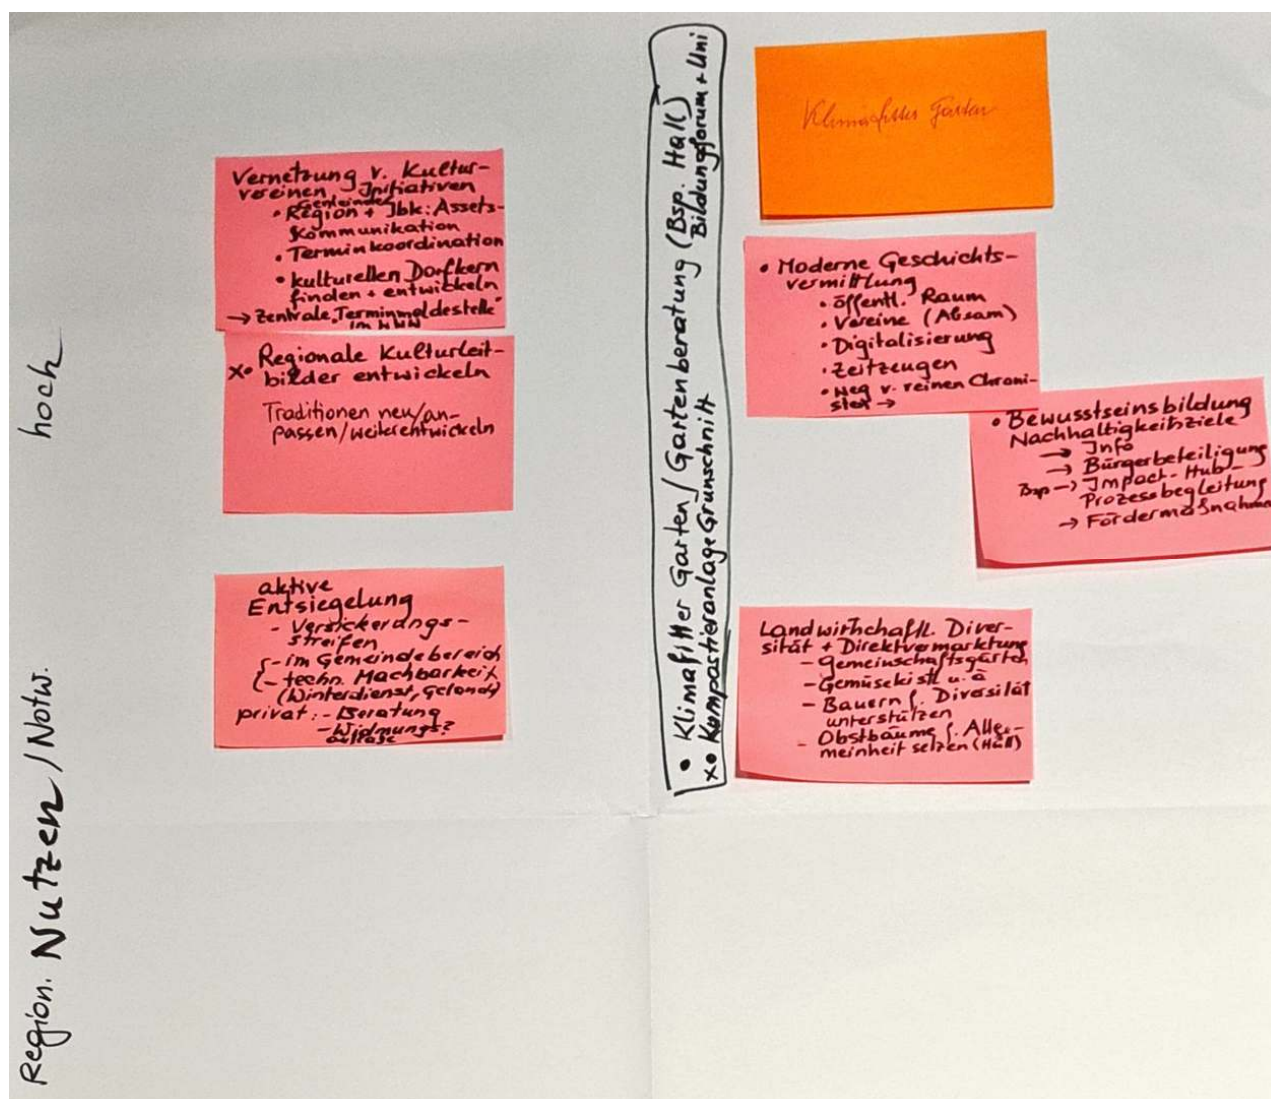 Region. Nutzen/Notw.
hoch
Vernetzung v. Kultur-
vereinen Initiativen
Gemeinden
• Region + Ibk: Assets-
Kommunikation
• Terminkoordination
• kulturellen Dorfkern
finden + entwickeln
→ Zentrale „Terminmeldestelle"
im WWW
x• Regionale Kulturleit-
bilder entwickeln
Traditionen neu/an-
passen/weiterentwickeln
aktive
Entsiegelung
- Versickerungs-
streifen
- im Gemeindebereich
- techn. Machbarkeit
(Winterdienst, Gelände)
privat: - Beratung
- Widmungs?
• Klimafitter Garten/Gartenberatung (Bsp. Hall)
Bildungsforum + Uni
x• Kompostieranlage Grünschnitt
Klimafitter Garten
• Moderne Geschichts-
vermittlung
• öffentl. Raum
• Vereine (Absam)
• Digitalisierung
• Zeitzeugen
• Weg v. reinen Chroni-
sten →
• Bewusstseinsbildung
Nachhaltigkeitsziele
→ Info
→ Bürgerbeteiligung
Bsp → Impact-Hub
Prozessbegleitung
→ Fördermaßnahmen
Landwirtschaftl. Diver-
sität + Direktvermarktung
- Gemeinschaftsgärten
- Gemüsekistl u. ä
- Bauern f. Diversität
unterstützen
- Obstbäume f. Allge-
meinheit setzen (Hall)